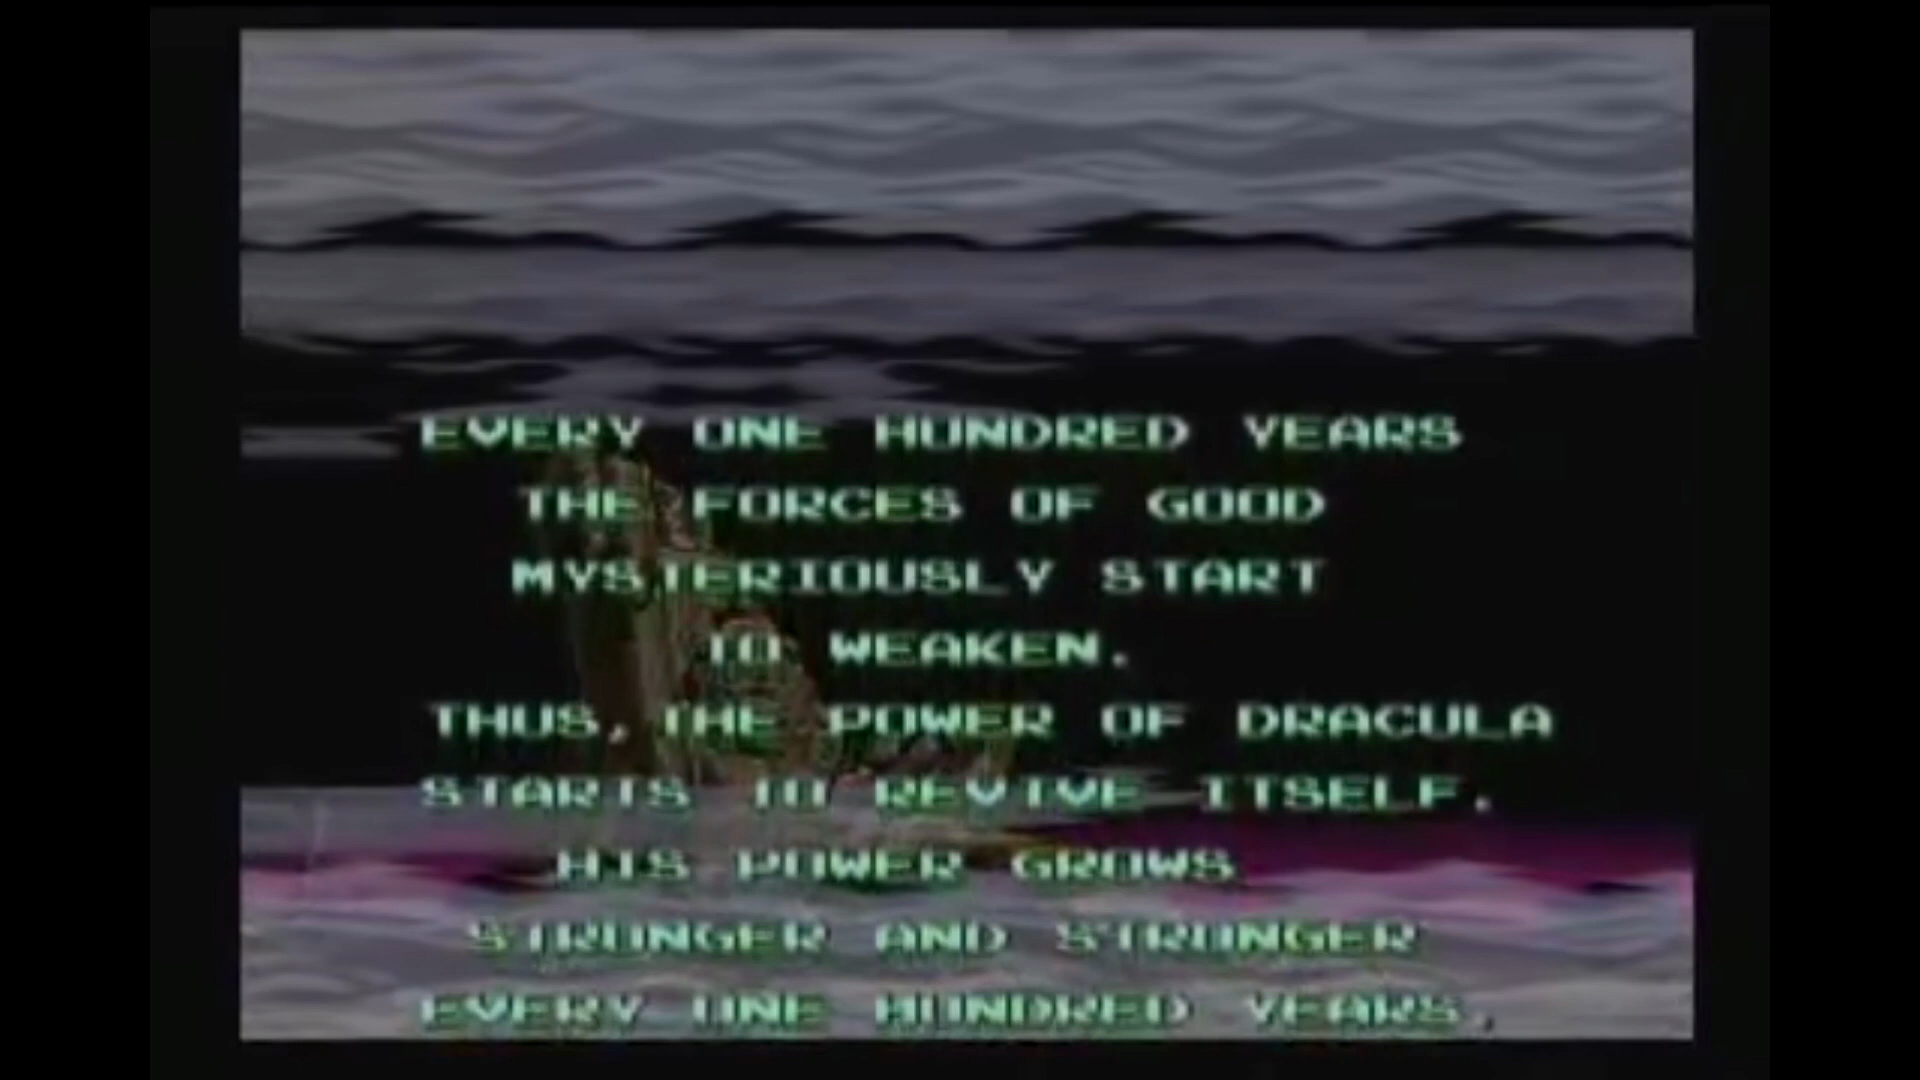 EVERY ONE HUNDRED YEARS
THE FORCES OF GOOD
MYSTERIOUSLY START
TO WEAKEN.
THUS, THE POWER OF DRACULA
STARTS TO REVIVE ITSELF.
HIS POWER GROWS
STRONGER AND STRONGER
EVERY ONE HUNDRED YEARS.